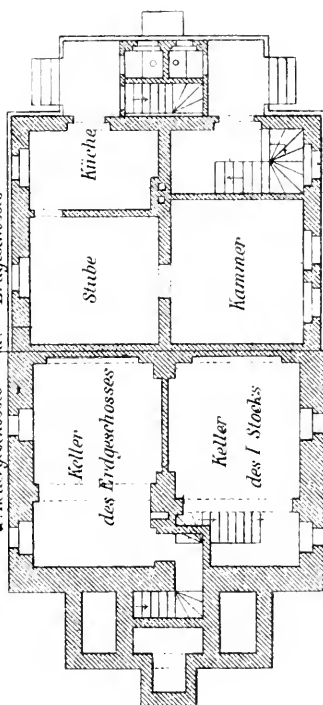 Küche
Stube
Kammer
Keller
des Erdgeschosses
Keller
des I Stocks